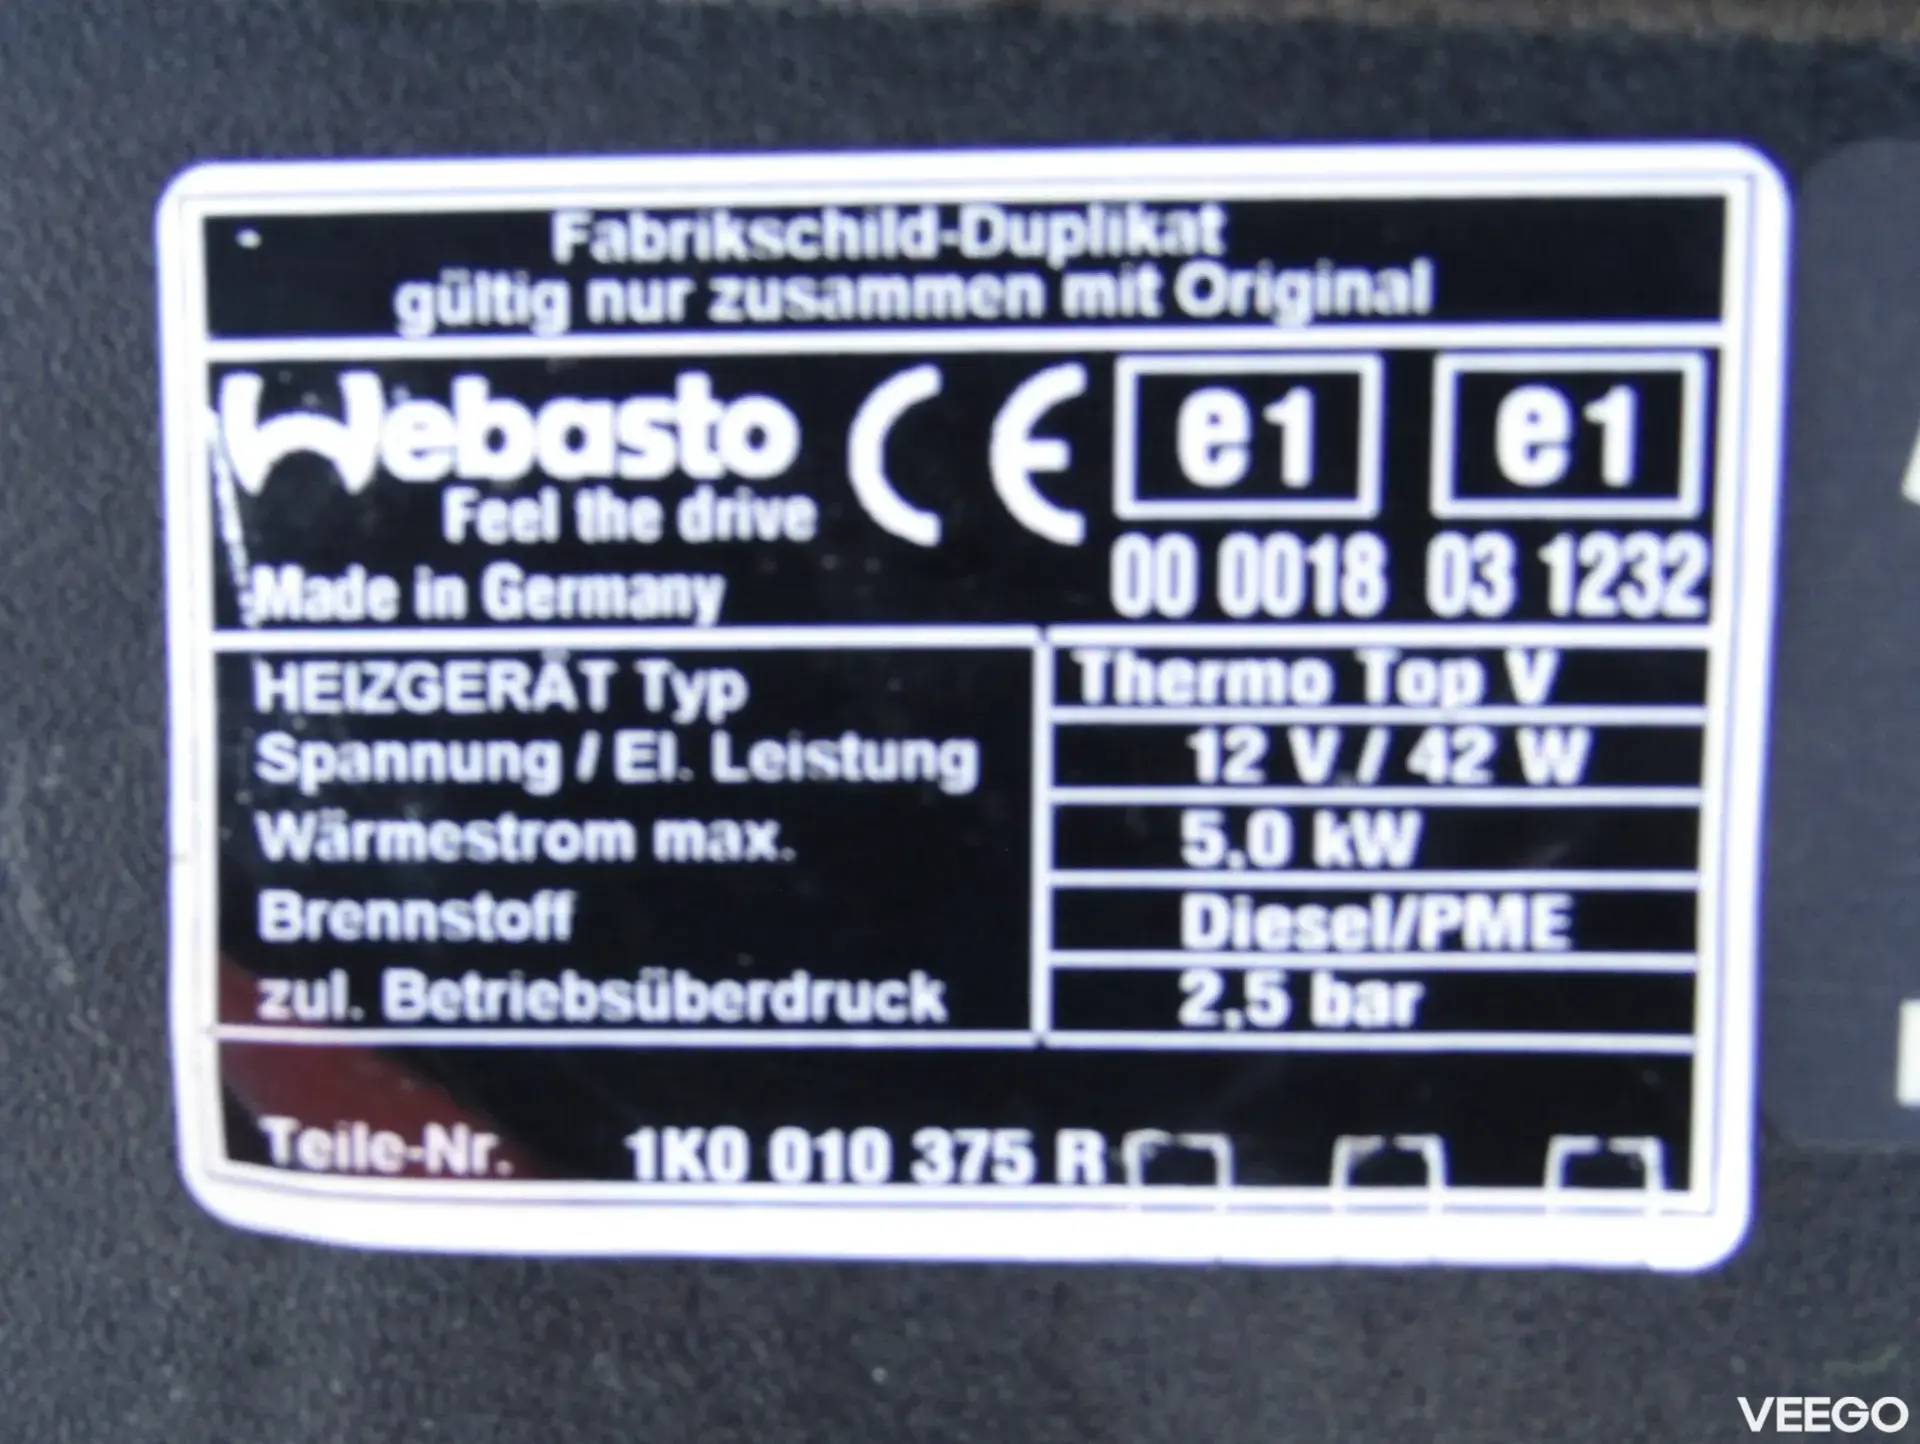 Fabrikschild-Duplikat
gültig nur zusammen mit Original
Webasto
Feel the drive
Made in Germany
CE
e1
00 0018
e1
03 1232
HEIZGERÄT Typ Thermo Top V
Spannung / El. Leistung 12 V / 42 W
Wärmestrom max. 5.0 kW
Brennstoff Diesel/PME
zul. Betriebsüberdruck 2,5 bar
Teile-Nr. 1K0 010 375 R
VEEGO